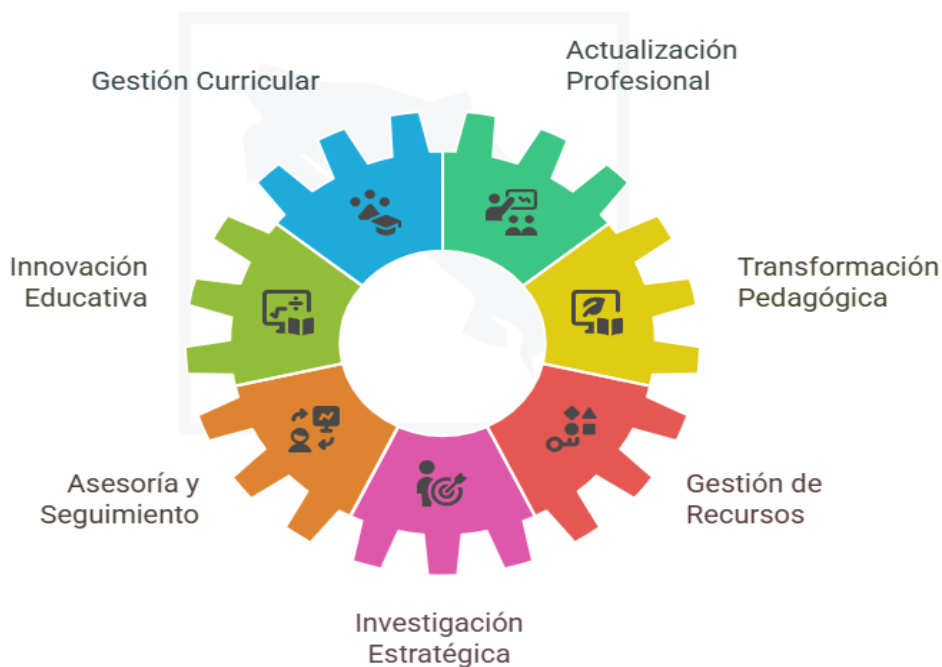 Actualización
Profesional
Gestión Curricular
Innovación
Educativa
Transformación
Pedagógica
Asesoría y
Seguimiento
Gestión de
Recursos
Investigación
Estratégica